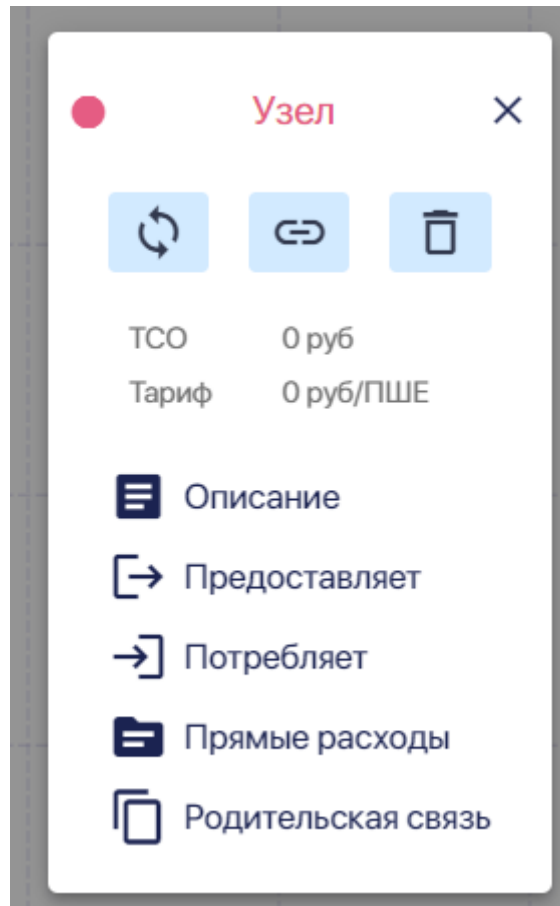 Узел
ТСО 0 руб
Тариф 0 руб/ПШЕ
Описание
Предоставляет
Потребляет
Прямые расходы
Родительская связь